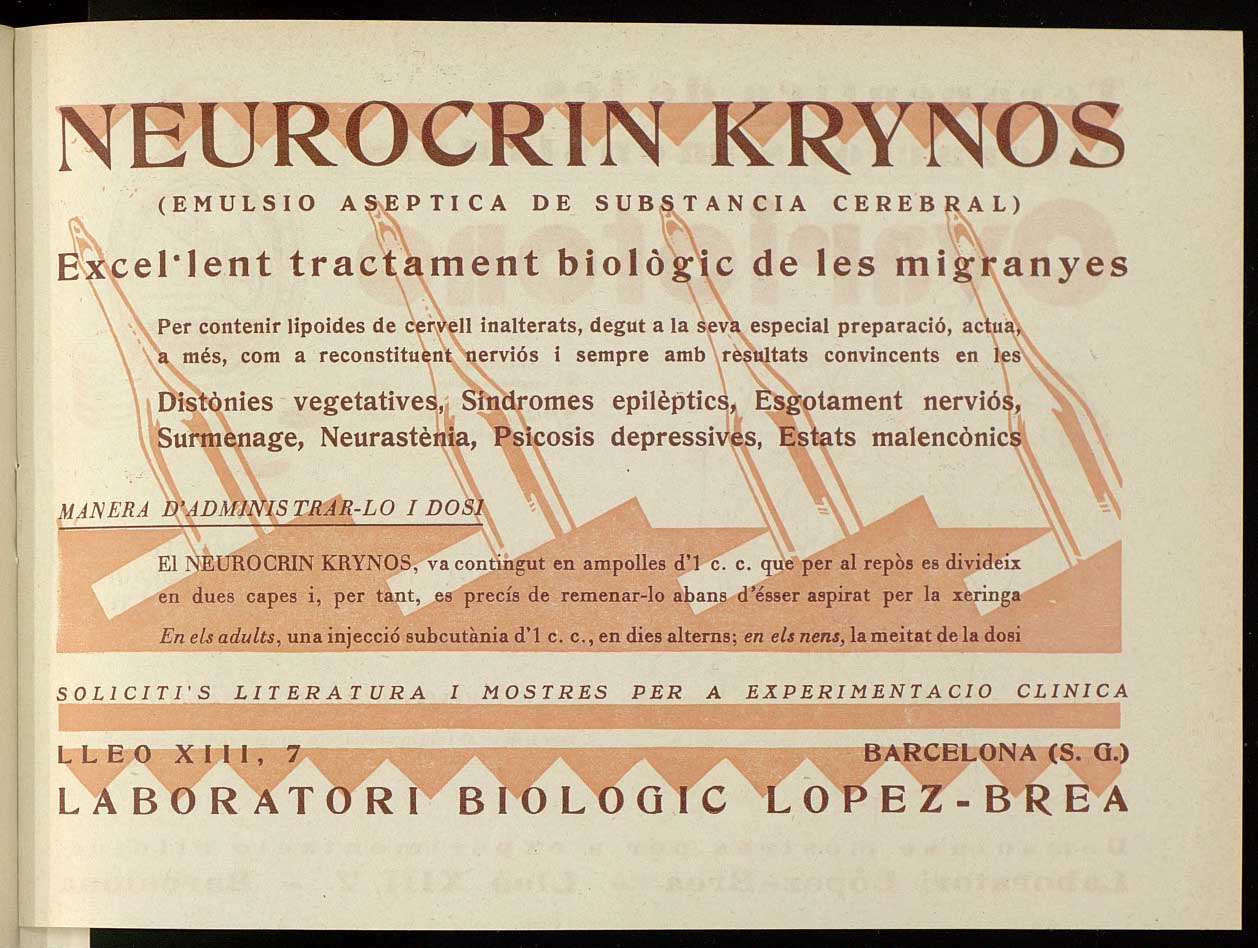 NEUROCRIN KRYNOS
(EMULSIO ASEPTICA DE SUBSTANCIA CEREBRAL)
Excel·lent tractament biològic de les migranyes
Per contenir lipoides de cervell inalterats, degut a la seva especial preparació, actua,
a més, com a reconstituent nerviós i sempre amb resultats convincents en les
Distònies vegetatives, Síndromes epilèptics, Esgotament nerviós,
Surmenage, Neurastènia, Psicosis depressives, Estats malencònics
MANERA D'ADMINISTRAR-LO I DOSI
El NEUROCRIN KRYNOS, va contingut en ampolles d'1 c. c. que per al repòs es divideix
en dues capes i, per tant, es precís de remenar-lo abans d'ésser aspirat per la xeringa
En els adults, una injecció subcutània d'1 c. c., en dies alterns; en els nens, la meitat de la dosi
SOLICITI'S LITERATURA I MOSTRES PER A EXPERIMENTACIO CLINICA
LLEO XIII, 7 BARCELONA (S. G.)
LABORATORI BIOLOGIC LOPEZ-BREA